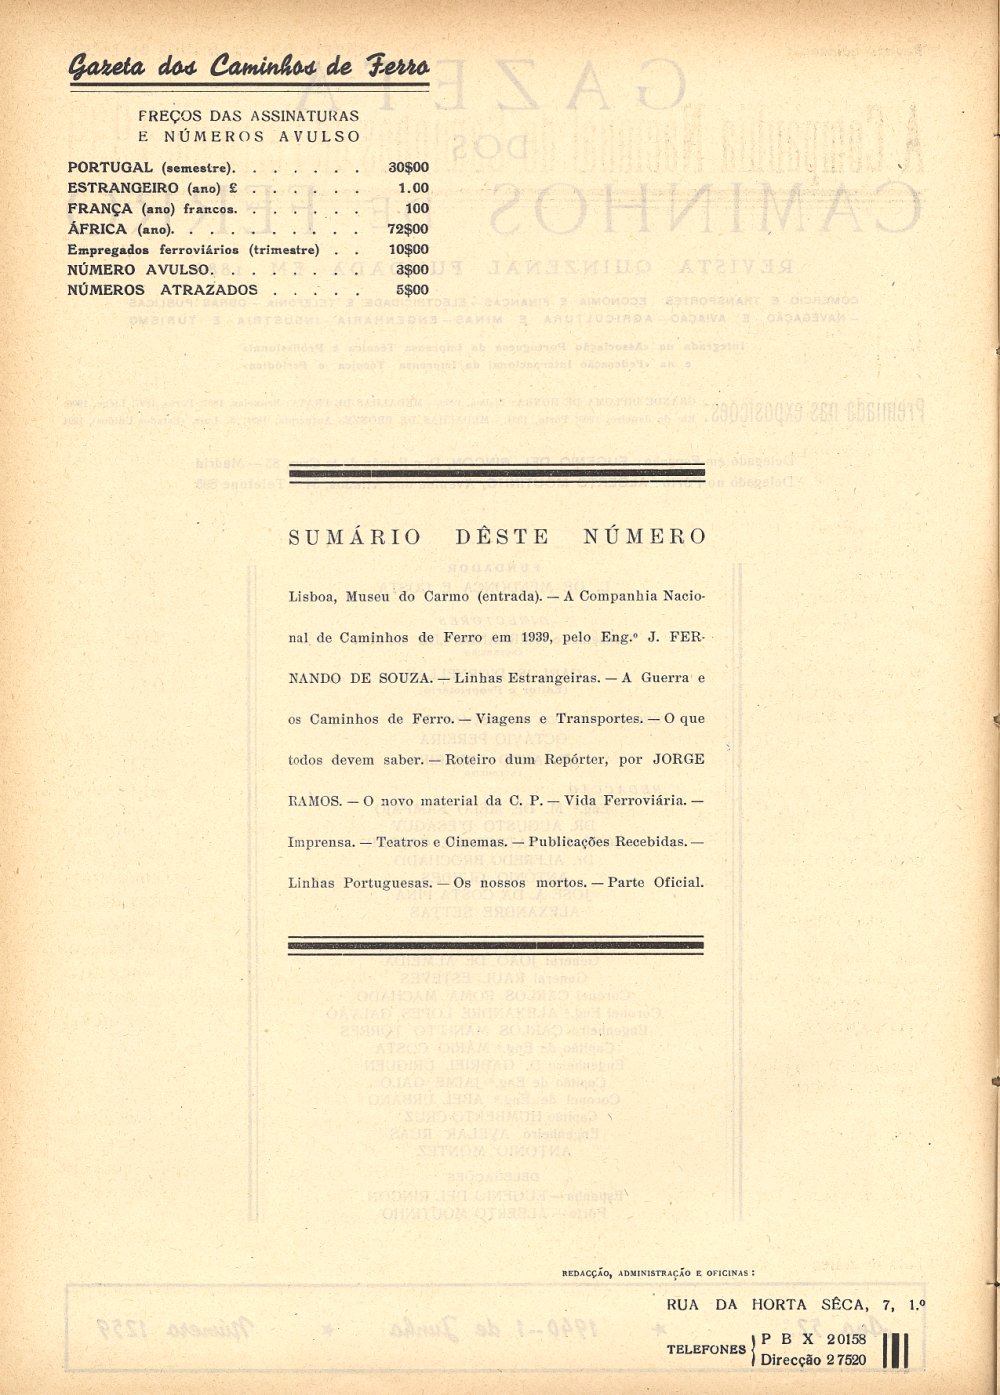 Gazeta dos Caminhos de Ferro
PREÇOS DAS ASSINATURAS
E NÚMEROS AVULSO
PORTUGAL (semestre). . . . . . . 30$00
ESTRANGEIRO (ano) £ . . . . . . 1.00
FRANÇA (ano) francos. . . . . . . 100
ÁFRICA (ano). . . . . . . . . . 72$00
Empregados ferroviários (trimestre) . . 10$00
NÚMERO AVULSO. . . . . . . . 3$00
NÚMEROS ATRAZADOS . . . . . 5$00
SUMÁRIO DÊSTE NÚMERO
Lisboa, Museu do Carmo (entrada). — A Companhia Nacio-
nal de Caminhos de Ferro em 1939, pelo Eng.º J. FER-
NANDO DE SOUZA. — Linhas Estrangeiras. — A Guerra e
os Caminhos de Ferro. — Viagens e Transportes. — O que
todos devem saber. — Roteiro dum Repórter, por JORGE
RAMOS. — O novo material da C. P. — Vida Ferroviária. —
Imprensa. — Teatros e Cinemas. — Publicações Recebidas. —
Linhas Portuguesas. — Os nossos mortos. — Parte Oficial.
REDACÇÃO, ADMINISTRAÇÃO E OFICINAS :
RUA DA HORTA SÊCA, 7, 1.º
TELEFONES { P B X 20158
Direcção 27520